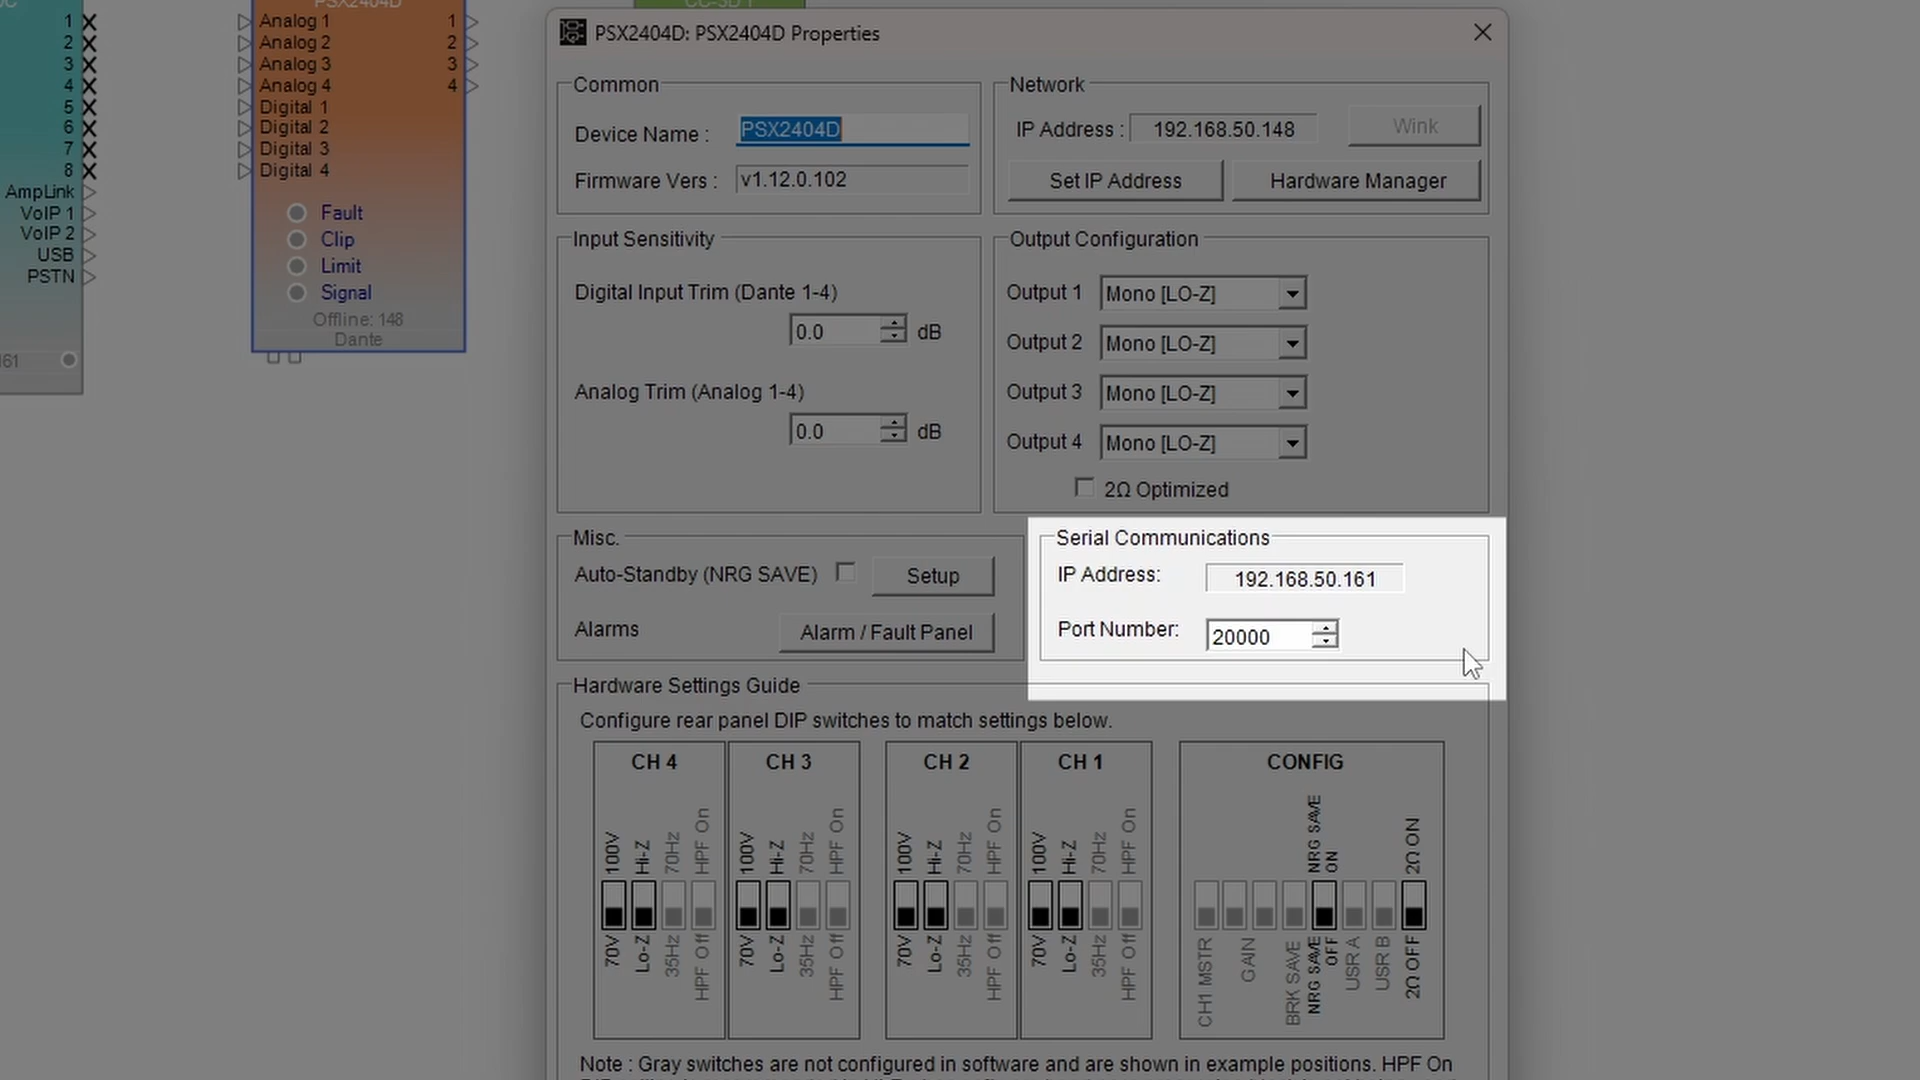 1
2
3
4
5
6
7
8
AmpLink
VoIP 1
VoIP 2
USB
PSTN
161
PSX2404D
Analog 1 1
Analog 2 2
Analog 3 3
Analog 4 4
Digital 1
Digital 2
Digital 3
Digital 4
Fault
Clip
Limit
Signal
Offline: 148
Dante
PSX2404D: PSX2404D Properties
Common
Device Name : PSX2404D
Firmware Vers : v1.12.0.102
Network
IP Address : 192.168.50.148 Wink
Set IP Address Hardware Manager
Input Sensitivity
Digital Input Trim (Dante 1-4)
0.0 dB
Analog Trim (Analog 1-4)
0.0 dB
Output Configuration
Output 1 Mono [LO-Z]
Output 2 Mono [LO-Z]
Output 3 Mono [LO-Z]
Output 4 Mono [LO-Z]
2Ω Optimized
Misc.
Auto-Standby (NRG SAVE) Setup
Alarms Alarm / Fault Panel
Serial Communications
IP Address: 192.168.50.161
Port Number: 20000
Hardware Settings Guide
Configure rear panel DIP switches to match settings below.
CH 4 CH 3 CH 2 CH 1 CONFIG
100V Hi-Z 70Hz HPF On 100V Hi-Z 70Hz HPF On 100V Hi-Z 70Hz HPF On 100V Hi-Z 70Hz HPF On NRG SAVE ON 2Ω ON
70V Lo-Z 35Hz HPF Off 70V Lo-Z 35Hz HPF Off 70V Lo-Z 35Hz HPF Off 70V Lo-Z 35Hz HPF Off CH1 MSTR GAIN BRK SAVE NRG SAVE OFF USR A USR B 2Ω OFF
Note : Gray switches are not configured in software and are shown in example positions. HPF On